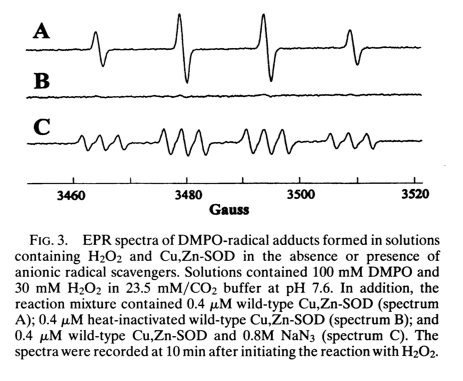 A
B
C
3460
3480
3500
3520
Gauss
FIG. 3. EPR spectra of DMPO-radical adducts formed in solutions
containing H₂O₂ and Cu,Zn-SOD in the absence or presence of
anionic radical scavengers. Solutions contained 100 mM DMPO and
30 mM H₂O₂ in 23.5 mM/CO₂ buffer at pH 7.6. In addition, the
reaction mixture contained 0.4 μM wild-type Cu,Zn-SOD (spectrum
A); 0.4 μM heat-inactivated wild-type Cu,Zn-SOD (spectrum B); and
0.4 μM wild-type Cu,Zn-SOD and 0.8M NaN₃ (spectrum C). The
spectra were recorded at 10 min after initiating the reaction with H₂O₂.